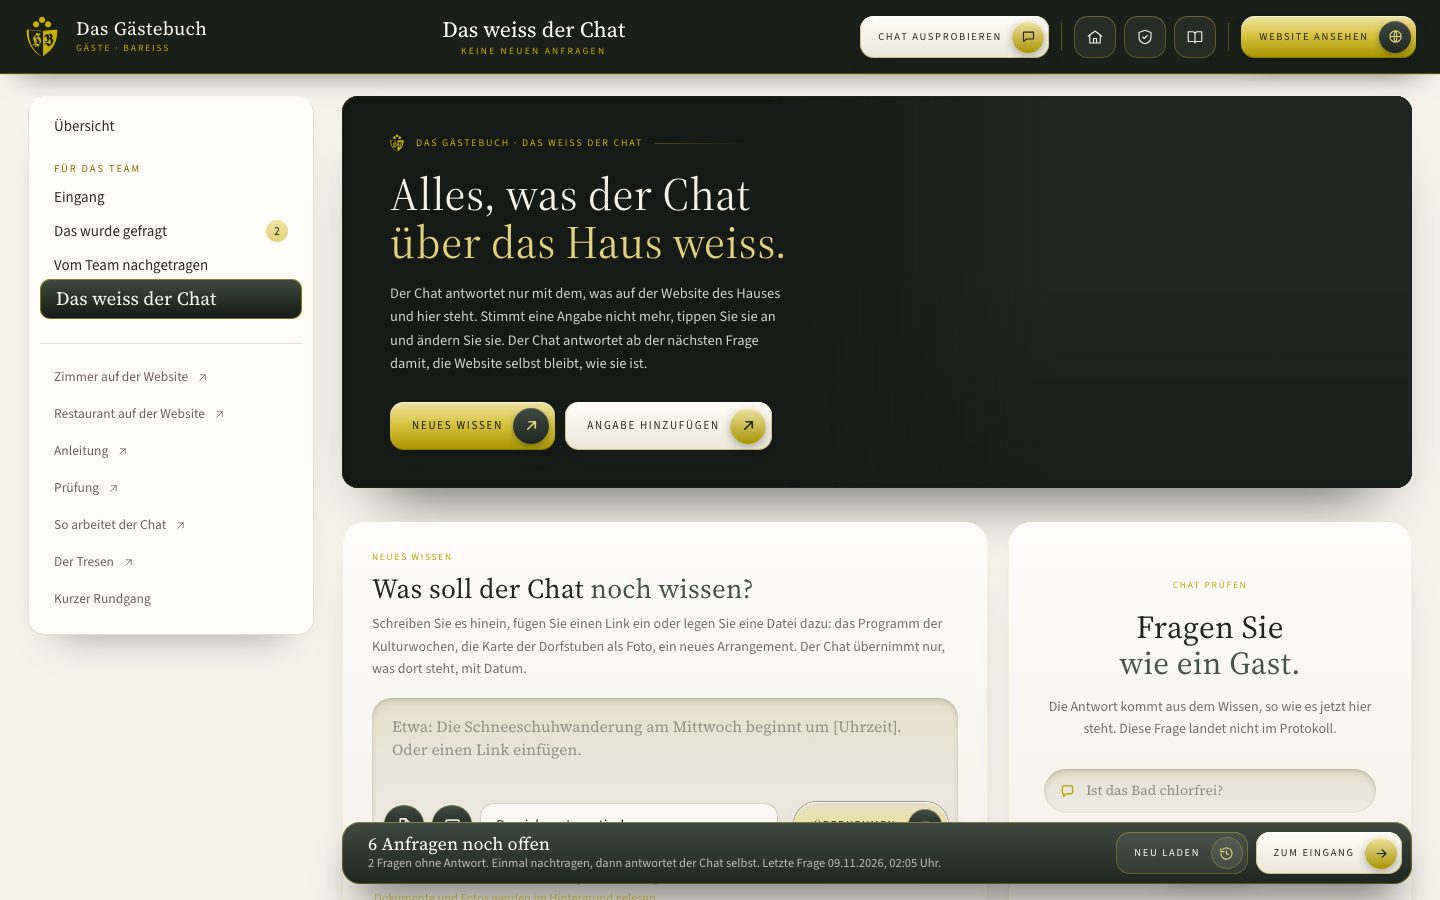 Das Gästebuch
GÄSTE · BAREISS
Das weiss der Chat
KEINE NEUEN ANFRAGEN
CHAT AUSPROBIEREN
WEBSITE ANSEHEN
Übersicht
FÜR DAS TEAM
Eingang
Das wurde gefragt
2
Vom Team nachgetragen
Das weiss der Chat
Zimmer auf der Website
Restaurant auf der Website
Anleitung
Prüfung
So arbeitet der Chat
Der Tresen
Kurzer Rundgang
DAS GÄSTEBUCH · DAS WEISS DER CHAT
Alles, was der Chat
über das Haus weiss.
Der Chat antwortet nur mit dem, was auf der Website des Hauses
und hier steht. Stimmt eine Angabe nicht mehr, tippen Sie sie an
und ändern Sie sie. Der Chat antwortet ab der nächsten Frage
damit, die Website selbst bleibt, wie sie ist.
NEUES WISSEN
ANGABE HINZUFÜGEN
NEUES WISSEN
Was soll der Chat noch wissen?
Schreiben Sie es hinein, fügen Sie einen Link ein oder legen Sie eine Datei dazu: das Programm der
Kulturwochen, die Karte der Dorfstuben als Foto, ein neues Arrangement. Der Chat übernimmt nur,
was dort steht, mit Datum.
Etwa: Die Schneeschuhwanderung am Mittwoch beginnt um [Uhrzeit].
Oder einen Link einfügen.
CHAT PRÜFEN
Fragen Sie
wie ein Gast.
Die Antwort kommt aus dem Wissen, so wie es jetzt hier
steht. Diese Frage landet nicht im Protokoll.
Ist das Bad chlorfrei?
6 Anfragen noch offen
2 Fragen ohne Antwort. Einmal nachtragen, dann antwortet der Chat selbst. Letzte Frage 09.11.2026, 02:05 Uhr.
NEU LADEN
ZUM EINGANG
Dokumente und Fotos werden im Hintergrund gelesen